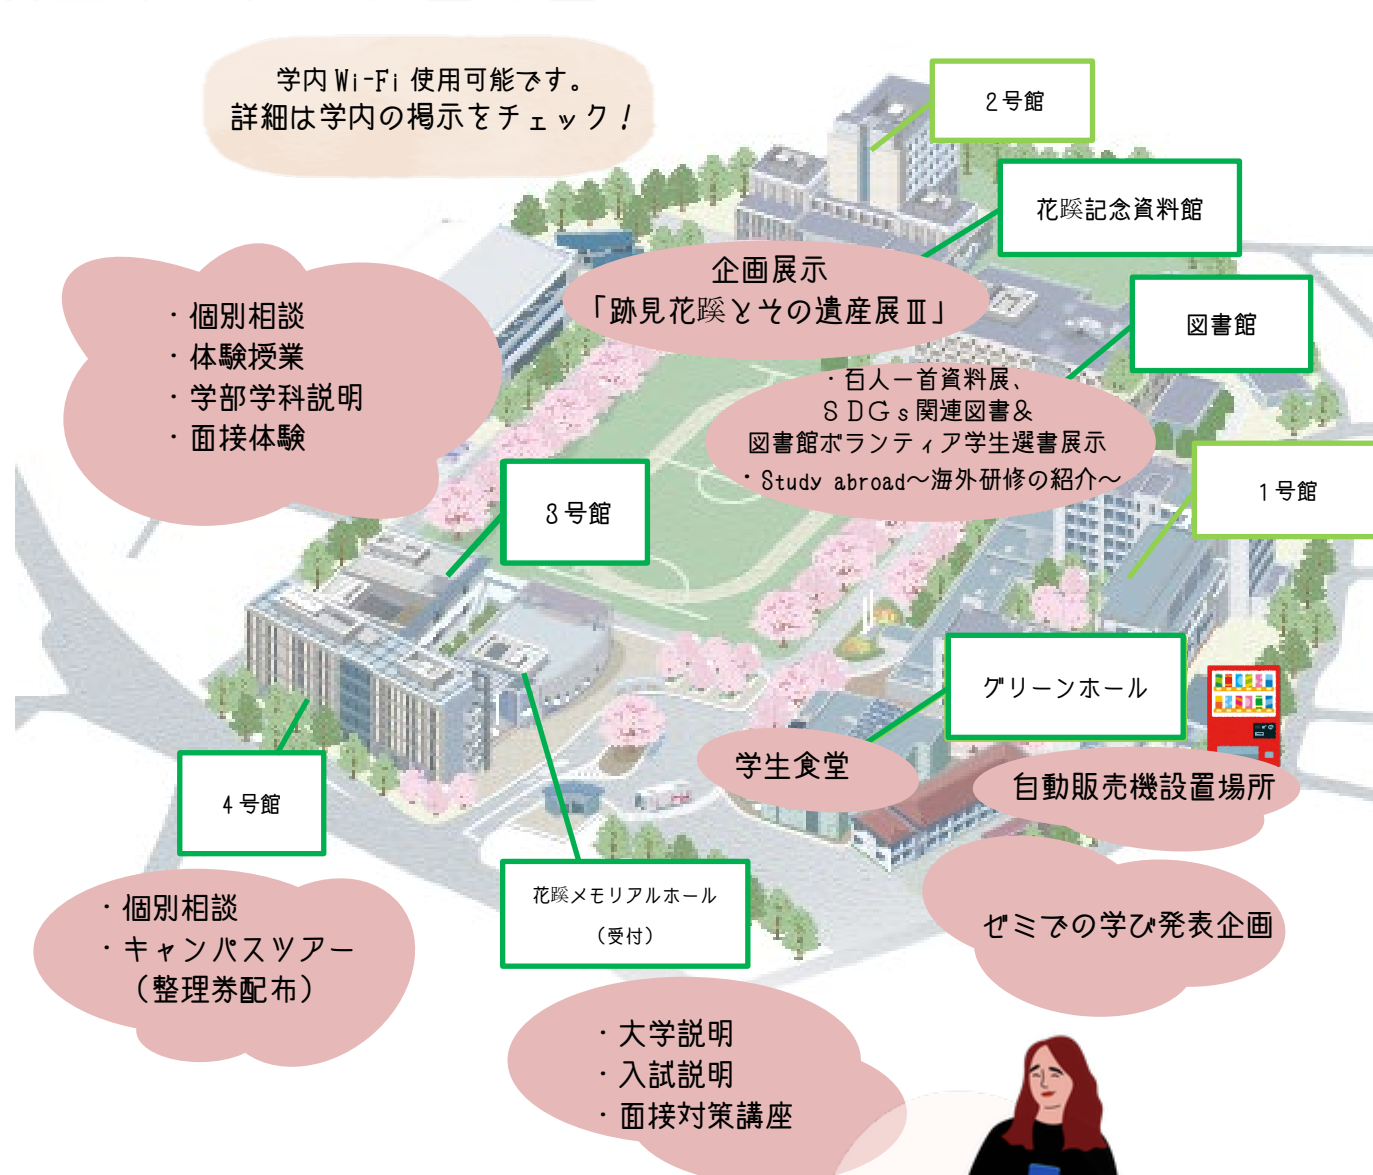 学内Wi-Fi 使用可能です。
詳細は学内の掲示をチェック！
2号館
花蹊記念資料館
企画展示
「跡見花蹊とその遺産展Ⅲ」
図書館
・百人一首資料展、
ＳＤＧｓ関連図書＆
図書館ボランティア学生選書展示
・Study abroad～海外研修の紹介～
・個別相談
・体験授業
・学部学科説明
・面接体験
3号館
1号館
グリーンホール
学生食堂
自動販売機設置場所
4号館
・個別相談
・キャンパスツアー
（整理券配布）
花蹊メモリアルホール
（受付）
ゼミでの学び発表企画
・大学説明
・入試説明
・面接対策講座